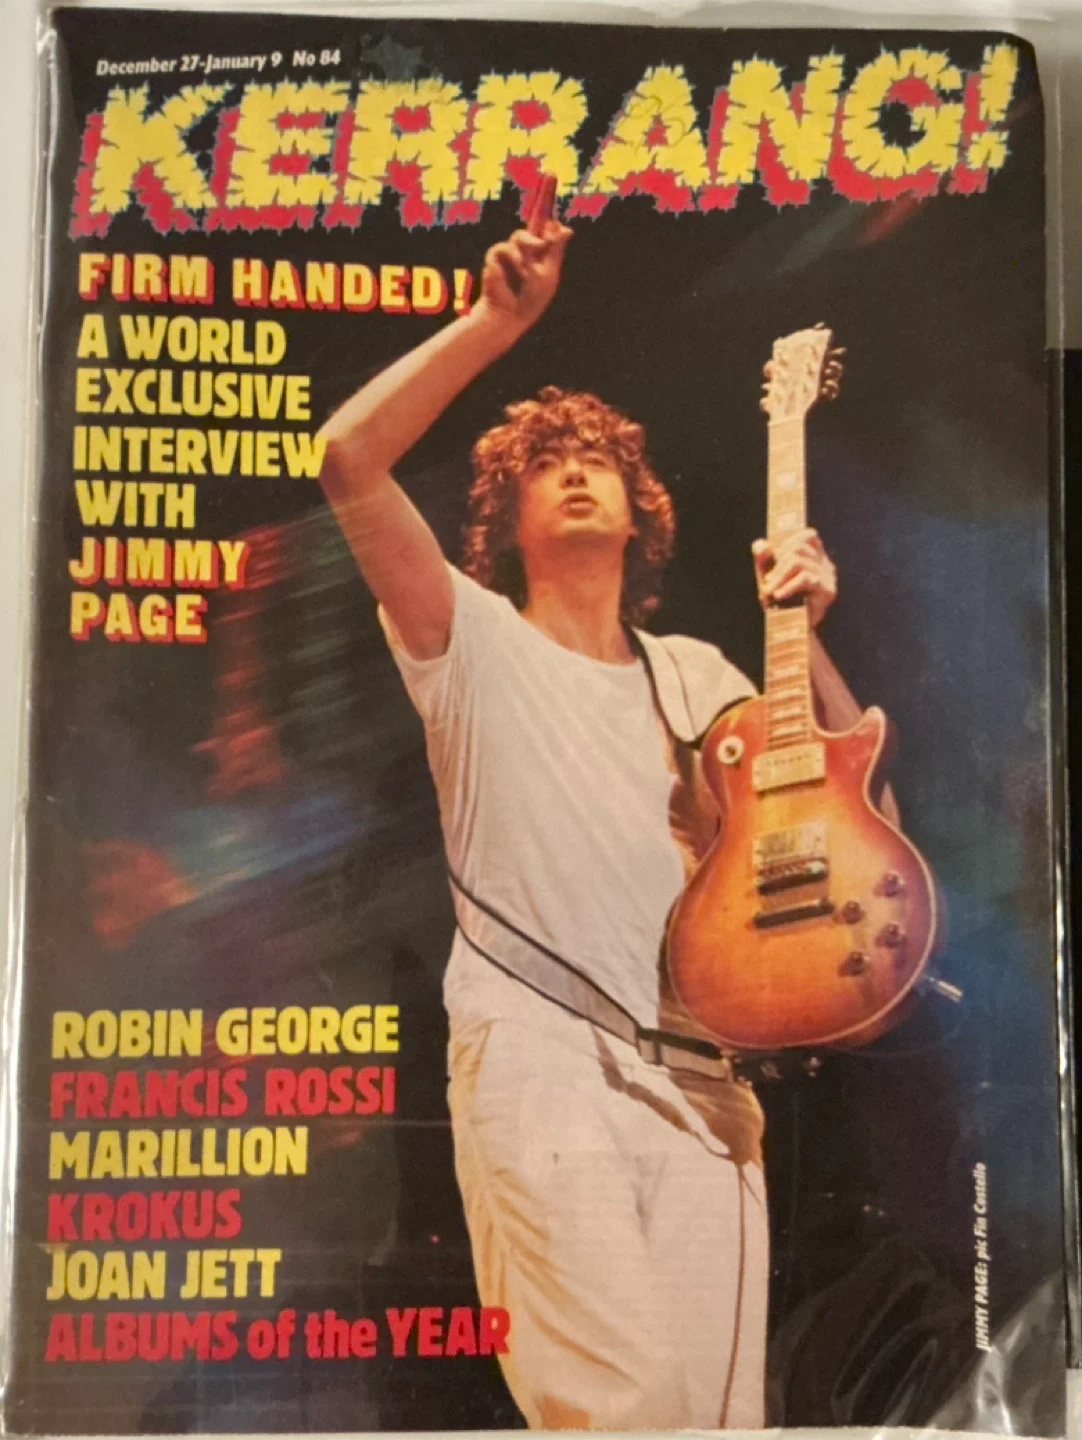 December 27-January 9 No 84
KERRANG!
FIRM HANDED!
A WORLD
EXCLUSIVE
INTERVIEW
WITH
JIMMY
PAGE
ROBIN GEORGE
FRANCIS ROSSI
MARILLION
KROKUS
JOAN JETT
ALBUMS of the YEAR
JIMMY PAGE: pic Fin Costello